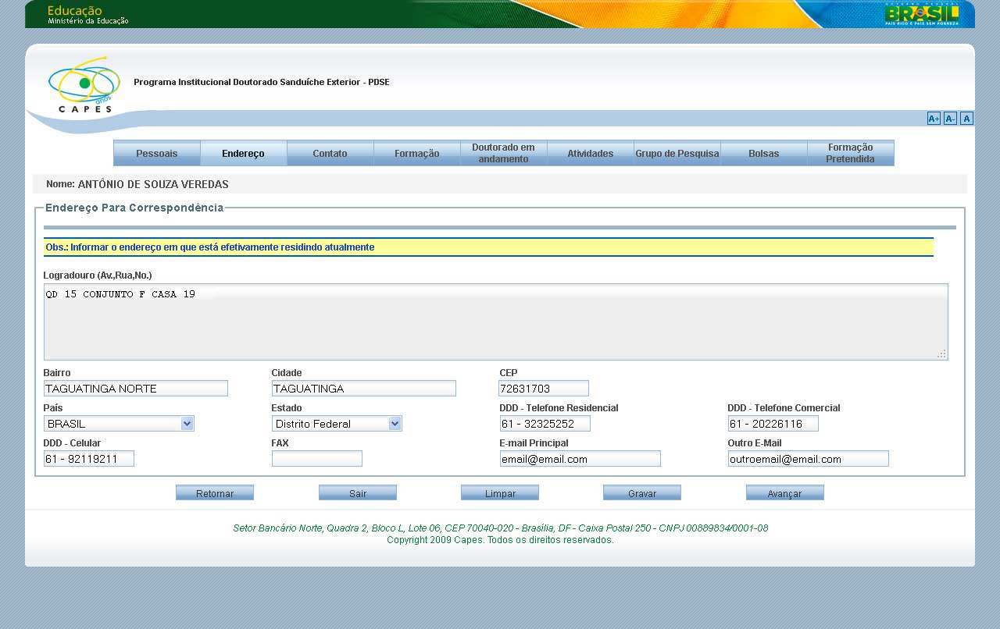 Educação
Ministério da Educação
GOVERNO FEDERAL
BRASIL
PAÍS RICO É PAÍS SEM POBREZA
60 anos
CAPES
Programa Institucional Doutorado Sanduíche Exterior - PDSE
A+ A- A
Pessoais Endereço Contato Formação Doutorado em andamento Atividades Grupo de Pesquisa Bolsas Formação Pretendida
Nome: ANTÔNIO DE SOUZA VEREDAS
Endereço Para Correspondência
Obs.: Informar o endereço em que está efetivamente residindo atualmente
Logradouro (Av.,Rua,No.)
QD 15 CONJUNTO F CASA 19
Bairro Cidade CEP
TAGUATINGA NORTE TAGUATINGA 72631703
País Estado DDD - Telefone Residencial DDD - Telefone Comercial
BRASIL Distrito Federal 61 - 32325252 61 - 20226116
DDD - Celular FAX E-mail Principal Outro E-Mail
61 - 92119211 email@email.com outroemail@email.com
Retornar Sair Limpar Gravar Avançar
Setor Bancário Norte, Quadra 2, Bloco L, Lote 06, CEP 70040-020 - Brasília, DF - Caixa Postal 250 - CNPJ 00889834/0001-08
Copyright 2009 Capes. Todos os direitos reservados.